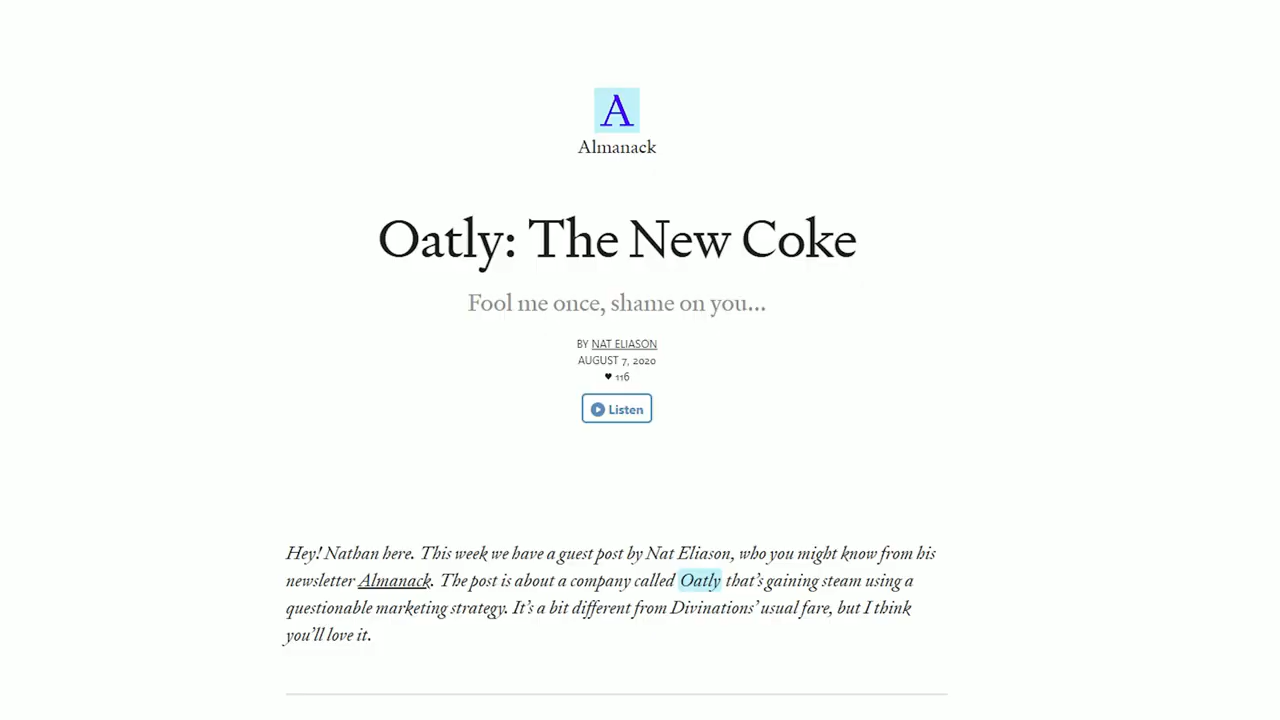 A
Almanack
Oatly: The New Coke
Fool me once, shame on you...
BY NAT ELIASON
AUGUST 7, 2020
♥ 116
Listen
Hey! Nathan here. This week we have a guest post by Nat Eliason, who you might know from his
newsletter Almanack. The post is about a company called Oatly that's gaining steam using a
questionable marketing strategy. It's a bit different from Divinations' usual fare, but I think
you'll love it.